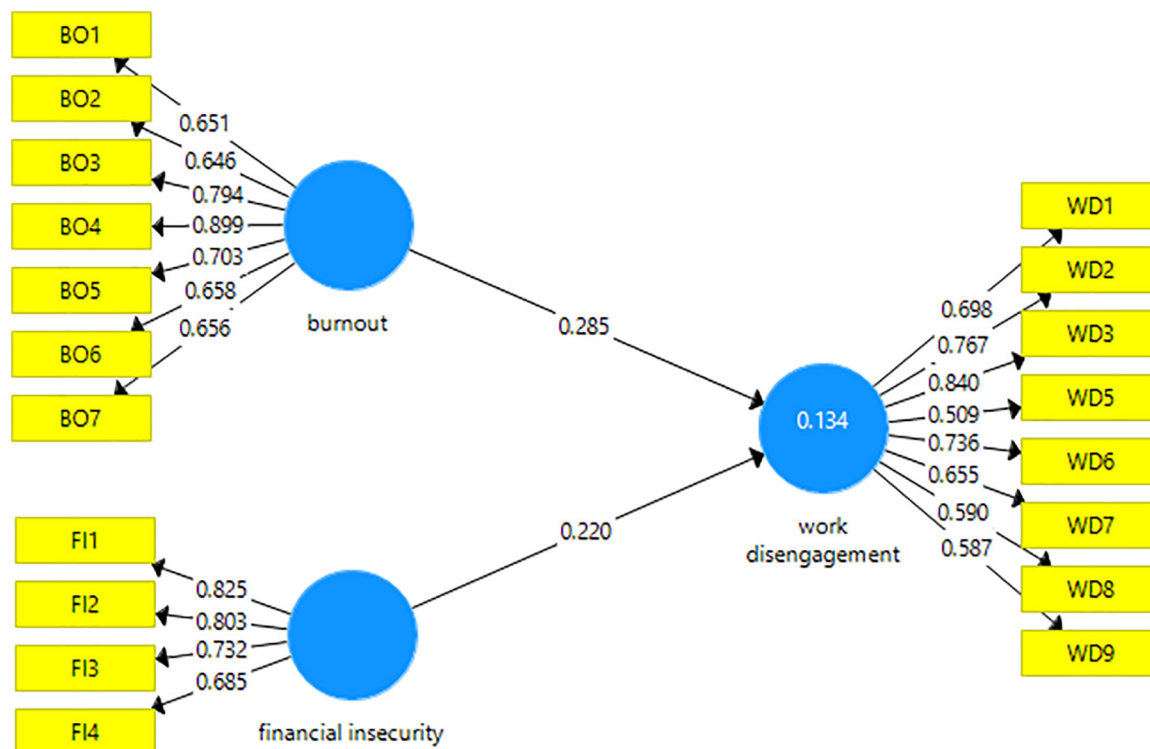 BO1
BO2
BO3
BO4
BO5
BO6
BO7
0.651
0.646
0.794
0.899
0.703
0.658
0.656
burnout
0.285
FI1
FI2
FI3
FI4
0.825
0.803
0.732
0.685
financial insecurity
0.220
0.134
work
disengagement
0.698
0.767
0.840
0.509
0.736
0.655
0.590
0.587
WD1
WD2
WD3
WD5
WD6
WD7
WD8
WD9